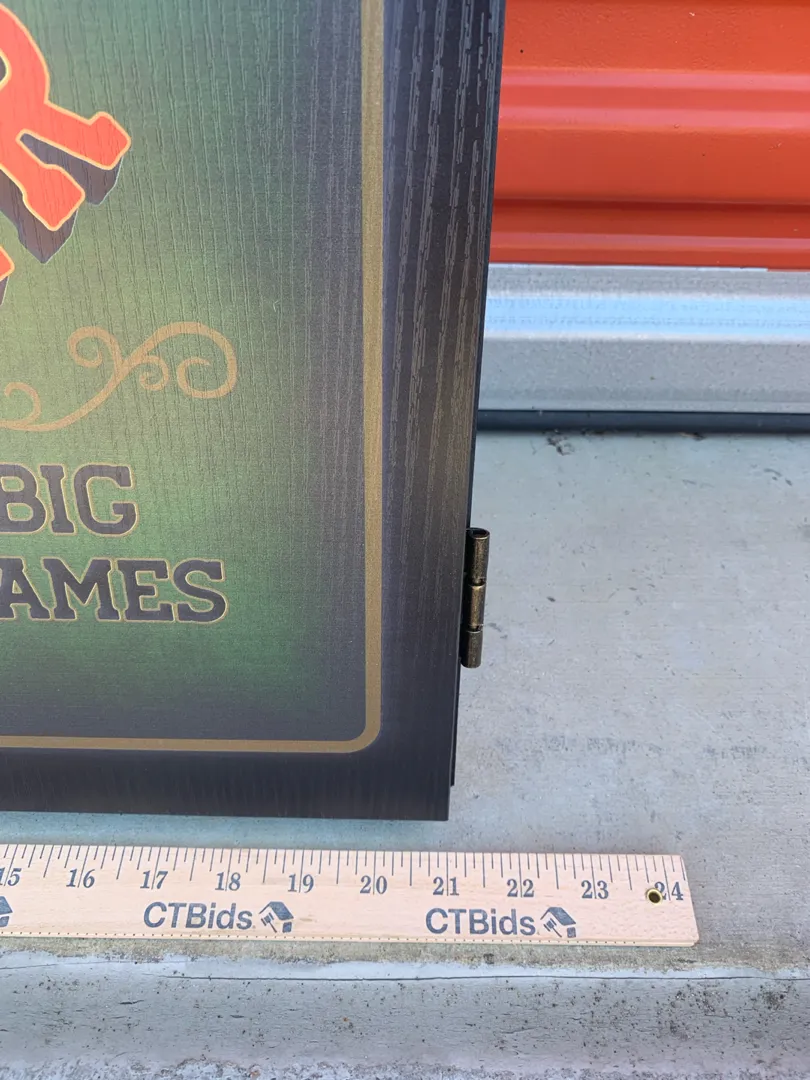 R
BIG
AMES
15 16 17 18 19 20 21 22 23 24
CTBids CTBids